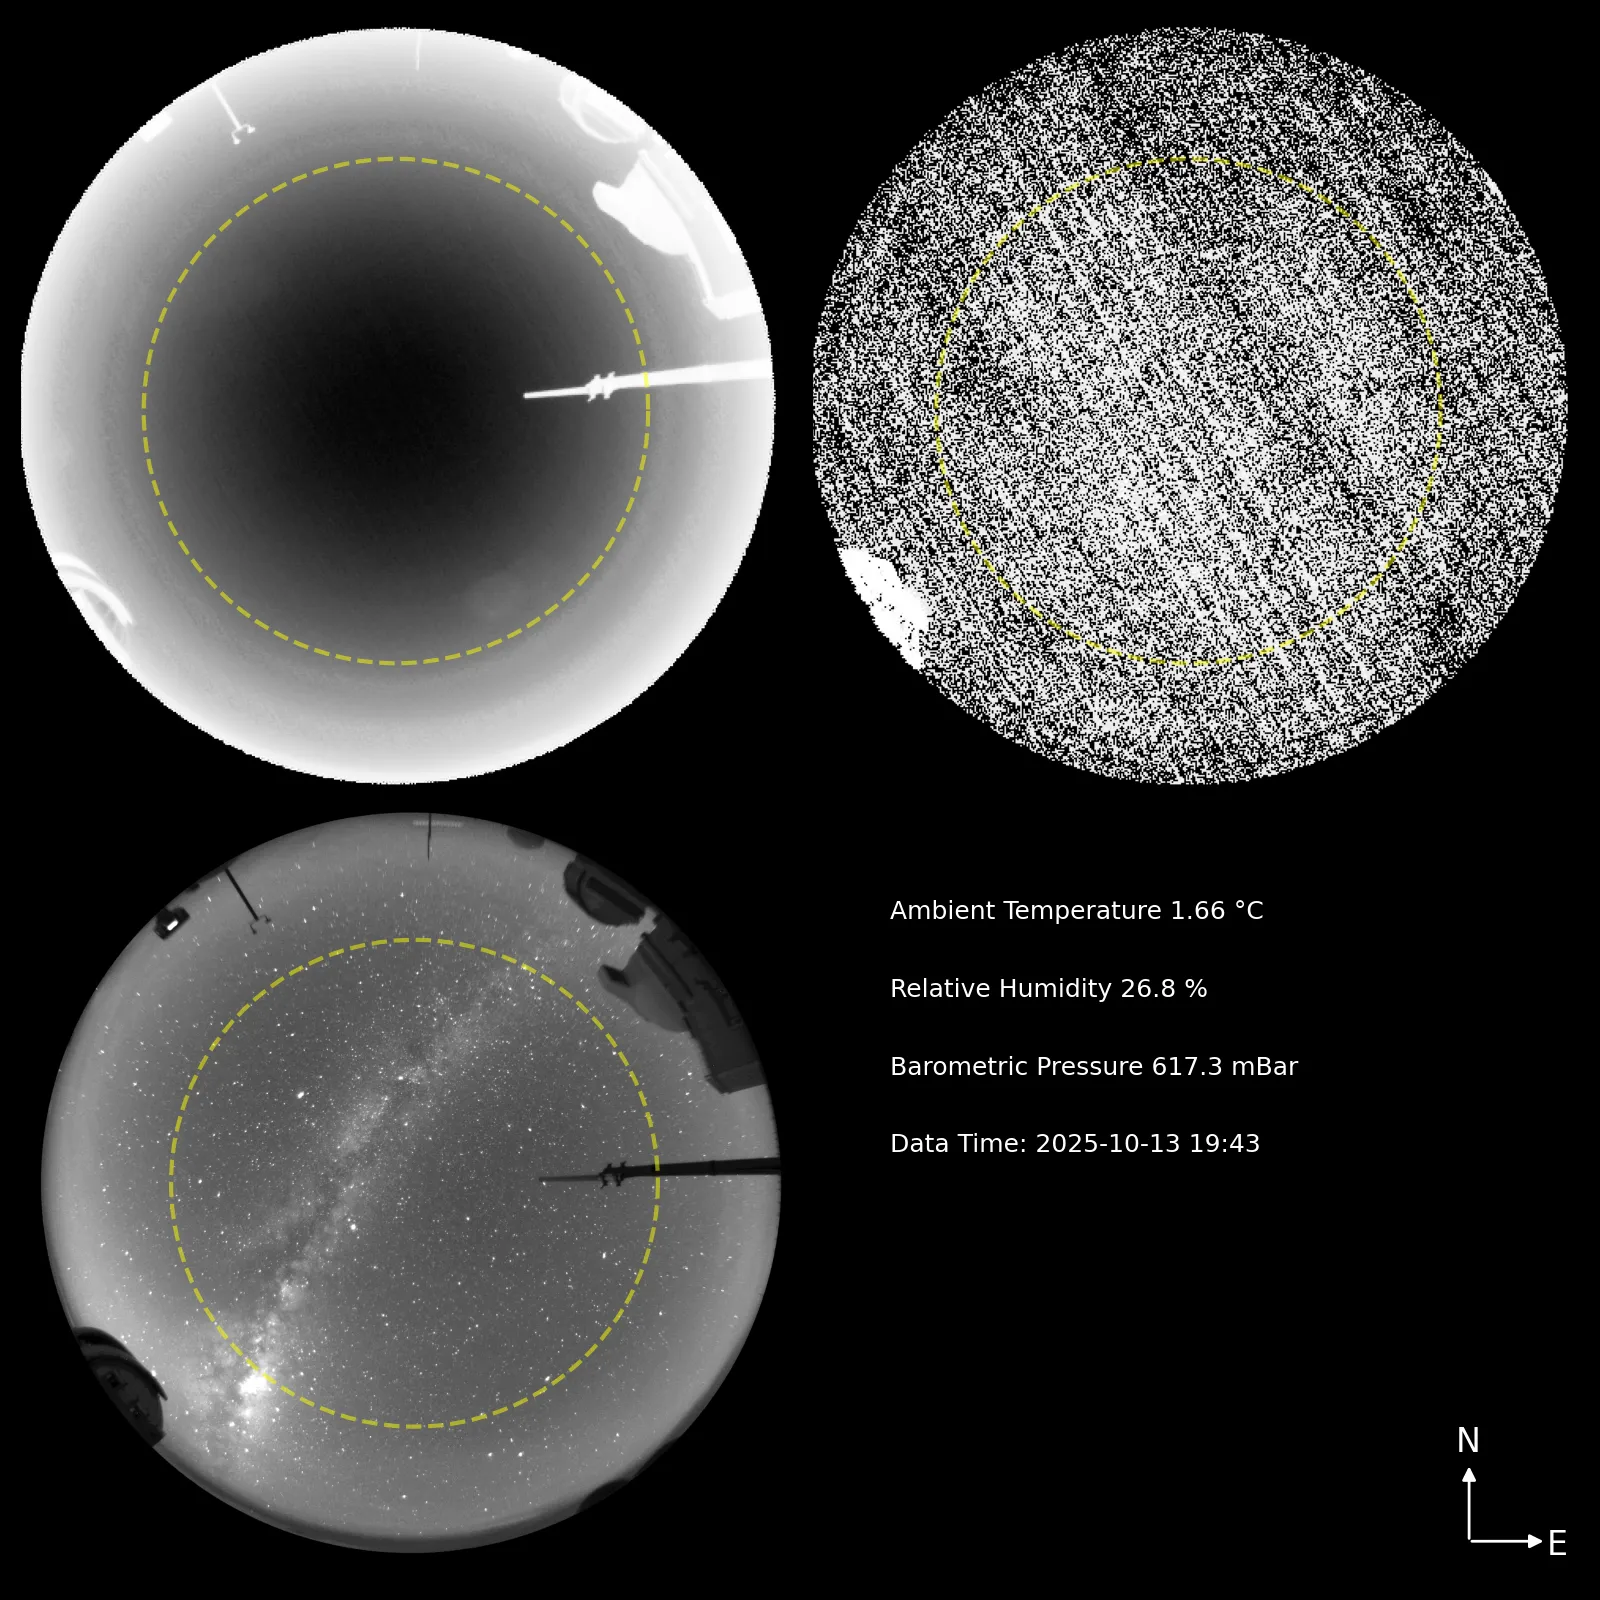 Ambient Temperature 1.66 °C
Relative Humidity 26.8 %
Barometric Pressure 617.3 mBar
Data Time: 2025-10-13 19:43
N
E